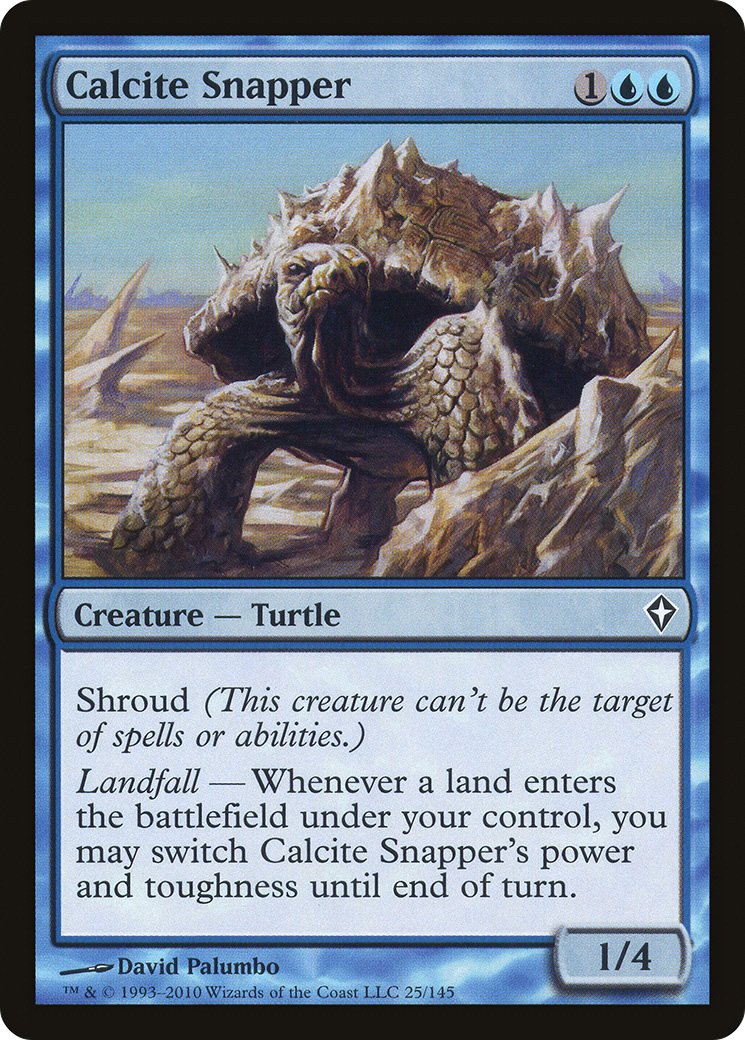 Calcite Snapper 1
Creature — Turtle
Shroud (This creature can't be the target
of spells or abilities.)
Landfall — Whenever a land enters
the battlefield under your control, you
may switch Calcite Snapper's power
and toughness until end of turn.
1/4
David Palumbo
™ & © 1993–2010 Wizards of the Coast LLC 25/145